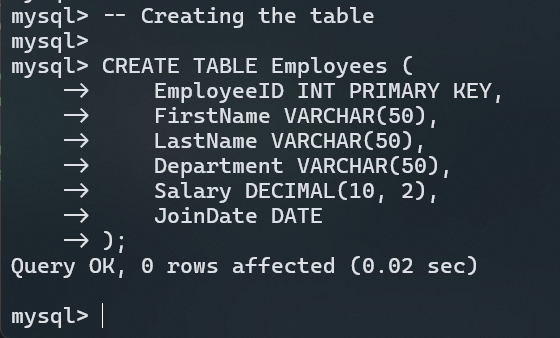 mysql> -- Creating the table
mysql>
mysql> CREATE TABLE Employees (
    ->     EmployeeID INT PRIMARY KEY,
    ->     FirstName VARCHAR(50),
    ->     LastName VARCHAR(50),
    ->     Department VARCHAR(50),
    ->     Salary DECIMAL(10, 2),
    ->     JoinDate DATE
    -> );
Query OK, 0 rows affected (0.02 sec)
mysql>